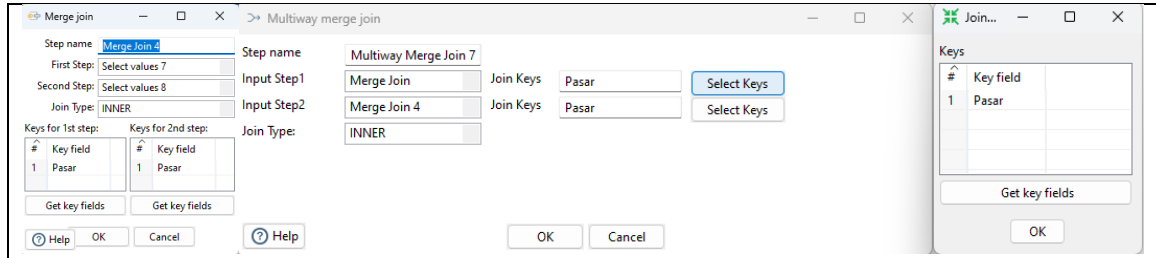 Merge join
Step name Merge Join 4
First Step: Select values 7
Second Step: Select values 8
Join Type: INNER
Keys for 1st step: Keys for 2nd step:
# Key field # Key field
1 Pasar 1 Pasar
Get key fields Get key fields
Help OK Cancel
Multiway merge join
Step name Multiway Merge Join 7
Input Step1 Merge Join Join Keys Pasar Select Keys
Input Step2 Merge Join 4 Join Keys Pasar Select Keys
Join Type: INNER
Help OK Cancel
Join...
Keys
# Key field
1 Pasar
Get key fields
OK